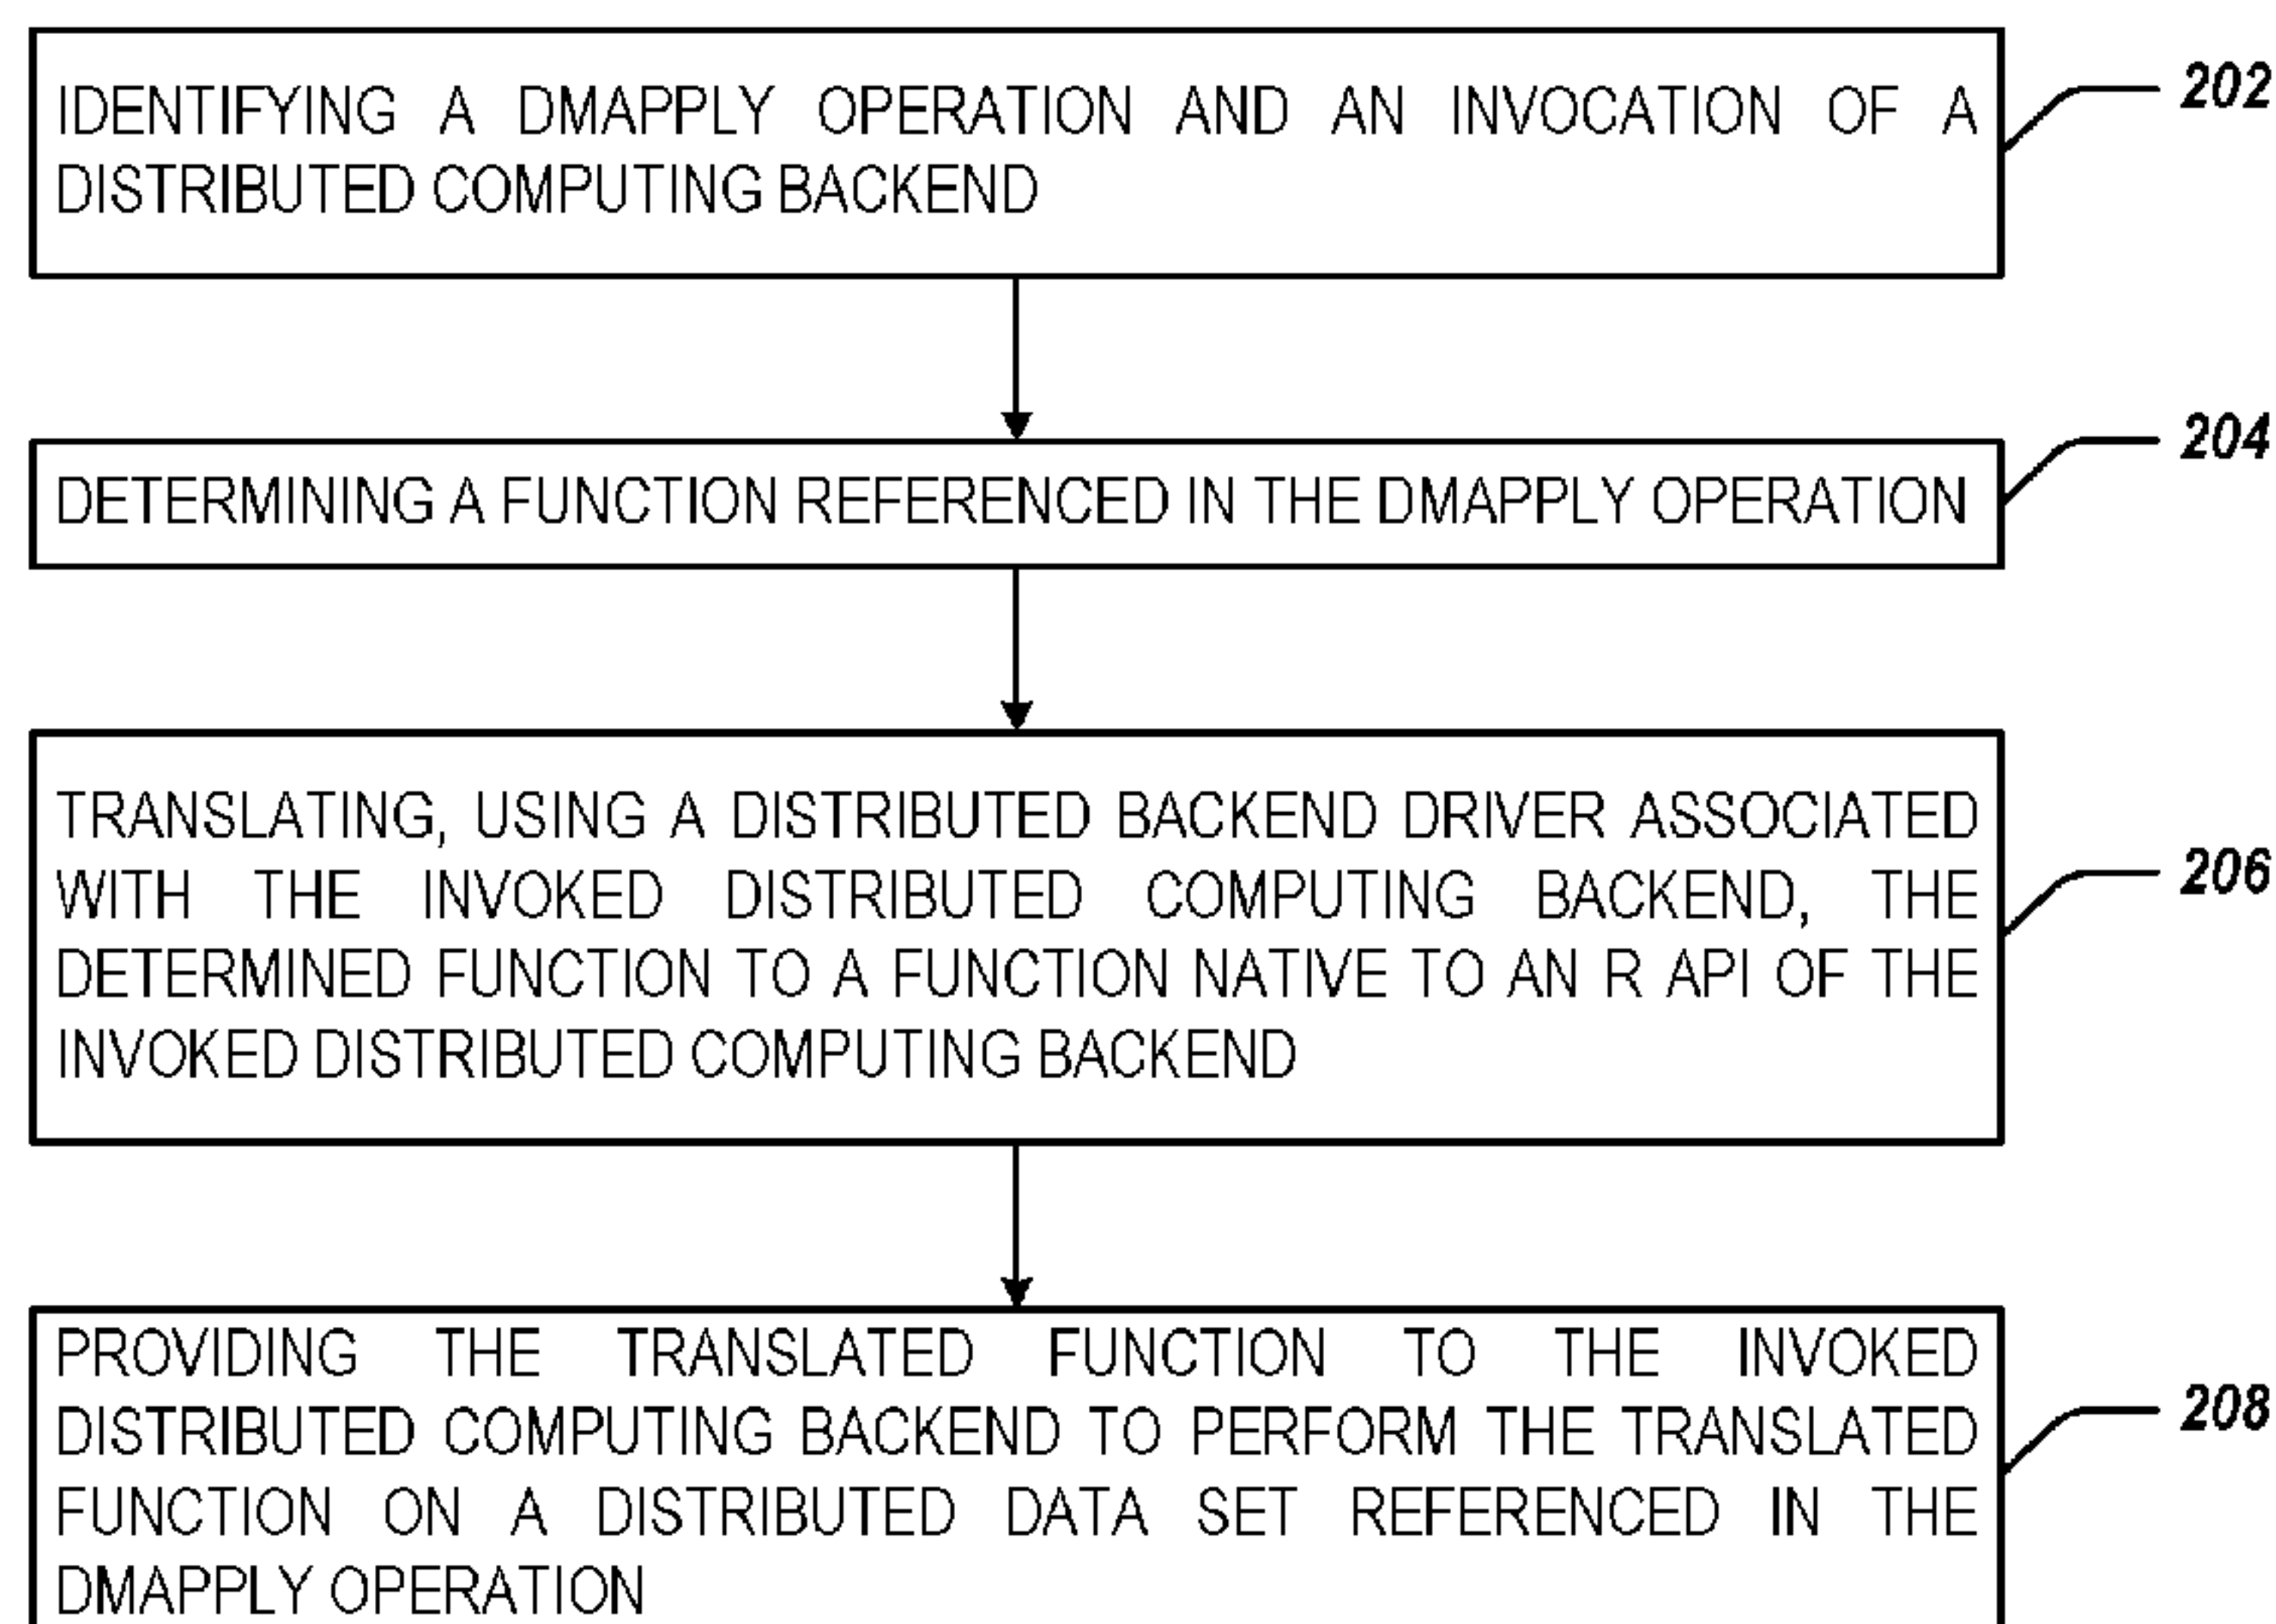 IDENTIFYING A DMAPPLY OPERATION AND AN INVOCATION OF A
DISTRIBUTED COMPUTING BACKEND
202
DETERMINING A FUNCTION REFERENCED IN THE DMAPPLY OPERATION
204
TRANSLATING, USING A DISTRIBUTED BACKEND DRIVER ASSOCIATED
WITH THE INVOKED DISTRIBUTED COMPUTING BACKEND, THE
DETERMINED FUNCTION TO A FUNCTION NATIVE TO AN R API OF THE
INVOKED DISTRIBUTED COMPUTING BACKEND
206
PROVIDING THE TRANSLATED FUNCTION TO THE INVOKED
DISTRIBUTED COMPUTING BACKEND TO PERFORM THE TRANSLATED
FUNCTION ON A DISTRIBUTED DATA SET REFERENCED IN THE
DMAPPLY OPERATION
208